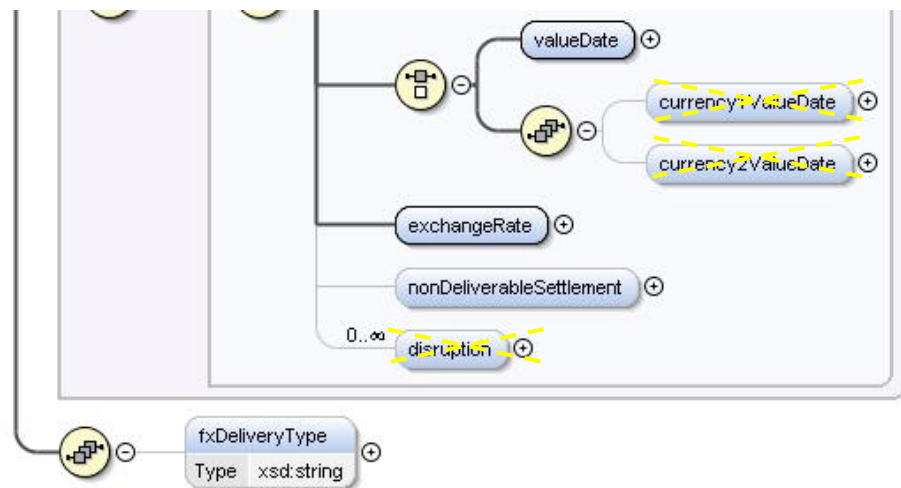 valueDate
currency1ValueDate
currency2ValueDate
exchangeRate
nonDeliverableSettlement
0..∞
disruption
fxDeliveryType
Type xsd:string